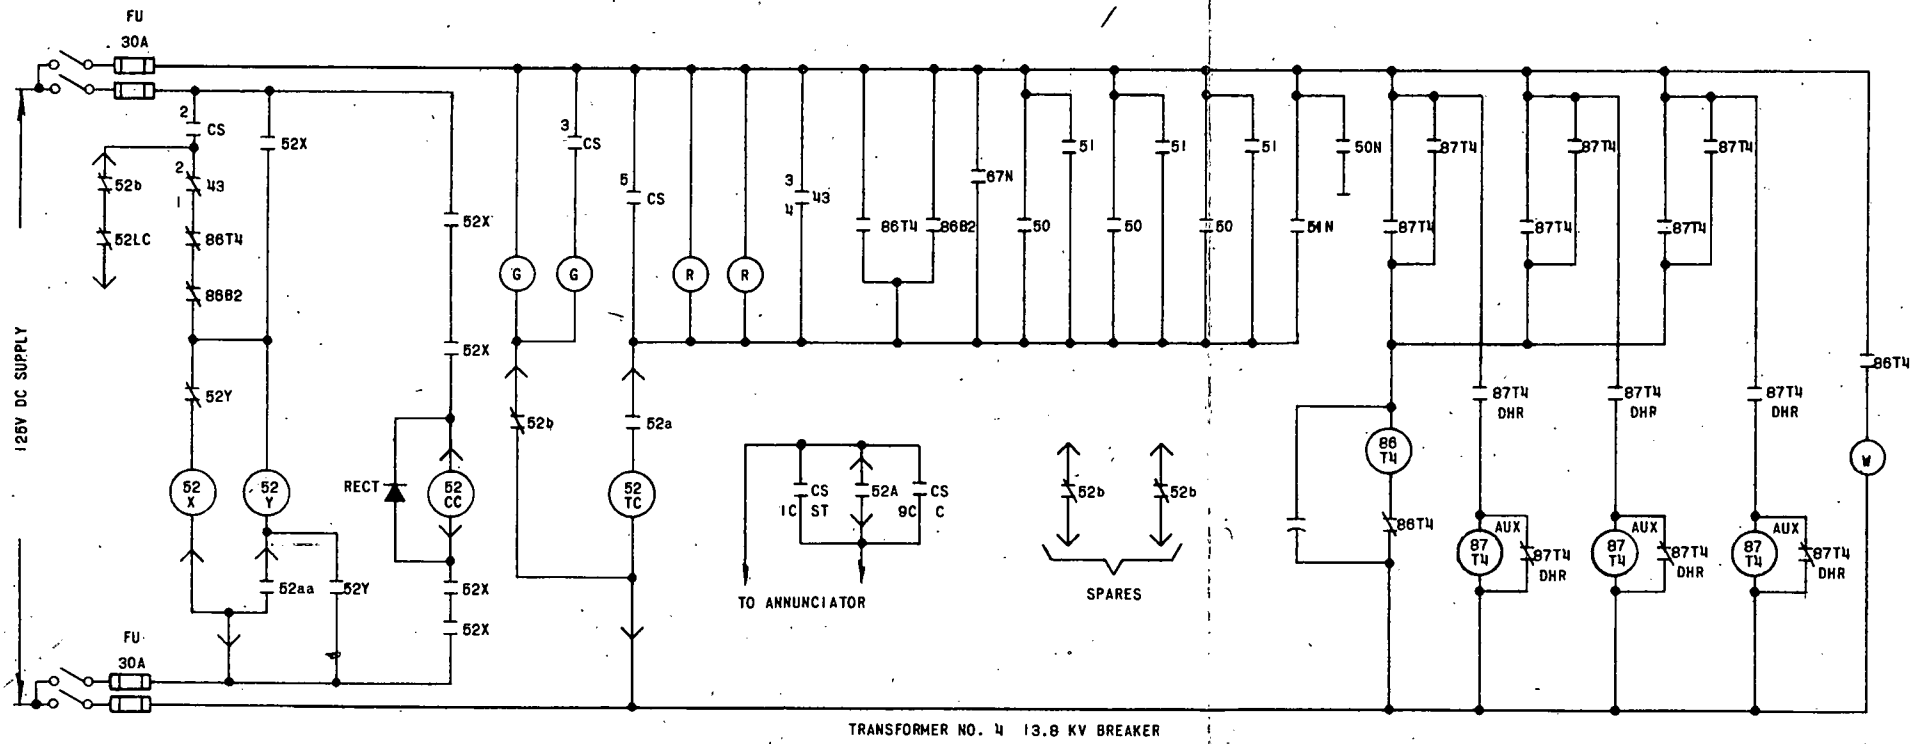 FU
30A
2
CS
52X
3
CS
52b
2
43
1
5
CS
3
43
4
67N
51
51
51
50N
87T4
87T4
87T4
52LC
86T4
52X
86T4
86B2
50
50
50
51N
87T4
87T4
87T4
86B2
G
G
R
R
125V DC SUPPLY
52X
86T4
52Y
52b
52a
87T4
DHR
87T4
DHR
87T4
DHR
86
T4
W
52
X
52
Y
RECT
52
CC
52
TC
CS
1C ST
52A
CS
9C C
52b
52b
86T4
AUX
AUX
AUX
87
T4
87T4
DHR
87
T4
87T4
DHR
87
T4
87T4
DHR
52aa
52Y
52X
52X
TO ANNUNCIATOR
SPARES
FU
30A
TRANSFORMER NO. 4 13.8 KV BREAKER